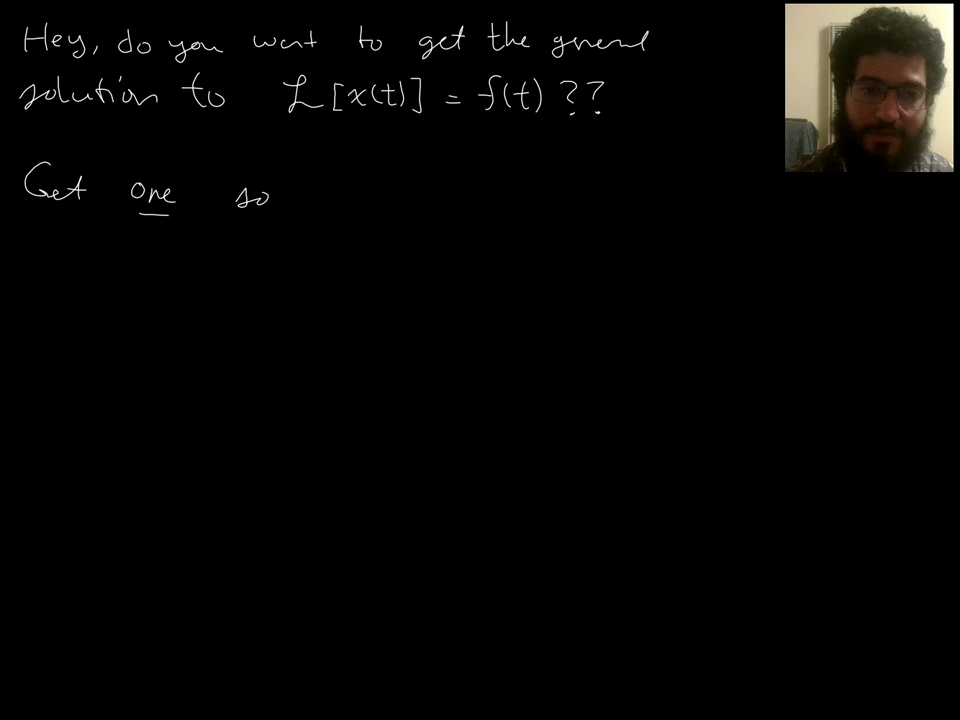 Hey, do you want to get the general
solution to L[x(t)] = f(t) ??
Get one so